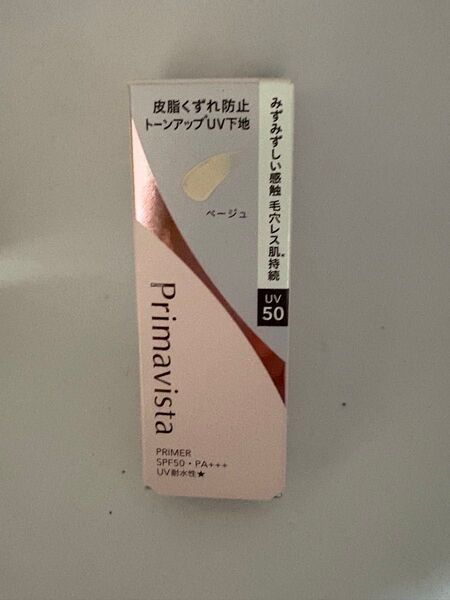 皮脂くずれ防止
トーンアップUV下地
ベージュ
みずみずしい感触 毛穴レス肌*持続
UV
50
Primavista
PRIMER
SPF50・PA+++
UV耐水性★